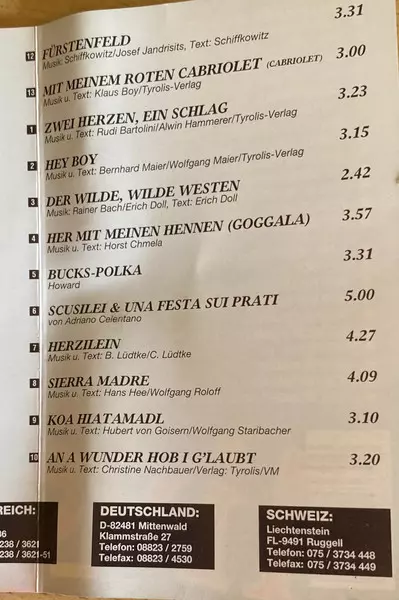 12 FÜRSTENFELD 3.31
Musik: Schiffkowitz/Josef Jandrisits, Text: Schiffkowitz
13 MIT MEINEM ROTEN CABRIOLET (CABRIOLET) 3.00
Musik u. Text: Klaus Boy/Tyrolis-Verlag
1 ZWEI HERZEN, EIN SCHLAG 3.23
Musik u. Text: Rudi Bartolini/Alwin Hammerer/Tyrolis-Verlag
2 HEY BOY 3.15
Musik u. Text: Bernhard Maier/Wolfgang Maier/Tyrolis-Verlag
3 DER WILDE, WILDE WESTEN 2.42
Musik: Rainer Bach/Erich Doll, Text: Erich Doll
4 HER MIT MEINEN HENNEN (GOGGALA) 3.57
Musik u. Text: Horst Chmela
5 BUCKS-POLKA 3.31
Howard
6 SCUSILEI & UNA FESTA SUI PRATI 5.00
von Adriano Celentano
7 HERZILEIN 4.27
Musik u. Text: B. Lüdtke/C. Lüdtke
8 SIERRA MADRE 4.09
Musik u. Text: Hans Hee/Wolfgang Roloff
9 KOA HIATAMADL 3.10
Musik u. Text: Hubert von Goisern/Wolfgang Staribacher
10 AN A WUNDER HOB I G'LAUBT 3.20
Musik u. Text: Christine Nachbauer/Verlag: Tyrolis/VM
REICH:
36
238 / 3621
238 / 3621-51
DEUTSCHLAND:
D-82481 Mittenwald
Klammstraße 27
Telefon: 08823 / 2759
Telefax: 08823 / 4530
SCHWEIZ:
Liechtenstein
FL-9491 Ruggell
Telefon: 075 / 3734 448
Telefax: 075 / 3734 449